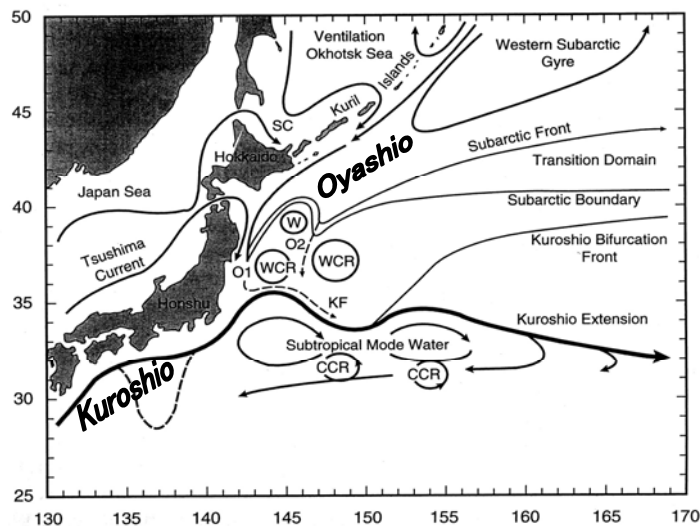 50
45
40
35
30
25
130
135
140
145
150
155
160
165
170
Ventilation
Okhotsk Sea
Western Subarctic
Gyre
Islands
Kuril
SC
Hokkaido
Oyashio
Subarctic Front
Transition Domain
Japan Sea
Subarctic Boundary
W
O2
Tsushima
Current
Kuroshio Bifurcation
Front
O1
WCR
WCR
Honshu
KF
Kuroshio Extension
Subtropical Mode Water
CCR
CCR
Kuroshio